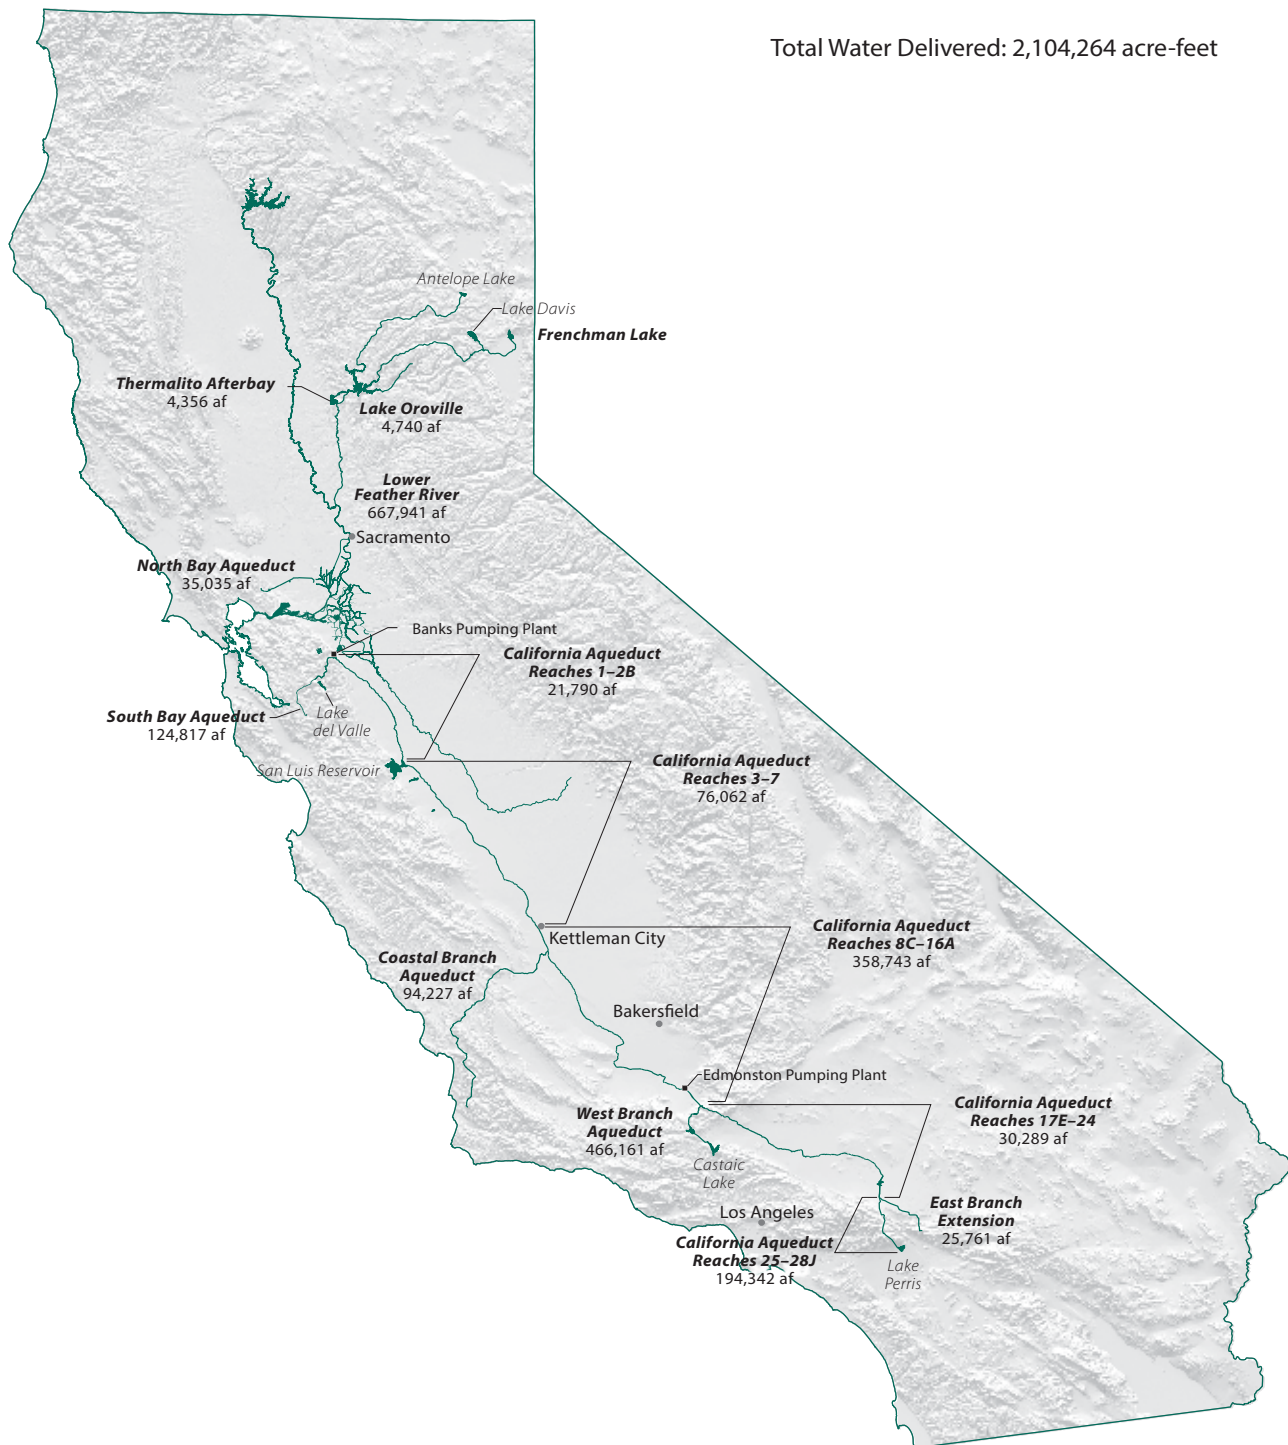 Total Water Delivered: 2,104,264 acre-feet
Antelope Lake
Lake Davis
Frenchman Lake
Thermalito Afterbay
4,356 af
Lake Oroville
4,740 af
Lower
Feather River
667,941 af
Sacramento
North Bay Aqueduct
35,035 af
Banks Pumping Plant
California Aqueduct
Reaches 1–2B
21,790 af
South Bay Aqueduct
124,817 af
Lake
del Valle
San Luis Reservoir
California Aqueduct
Reaches 3–7
76,062 af
Kettleman City
California Aqueduct
Reaches 8C–16A
358,743 af
Coastal Branch
Aqueduct
94,227 af
Bakersfield
Edmonston Pumping Plant
West Branch
Aqueduct
466,161 af
Castaic
Lake
California Aqueduct
Reaches 17E–24
30,289 af
Los Angeles
East Branch
Extension
25,761 af
California Aqueduct
Reaches 25–28J
194,342 af
Lake
Perris